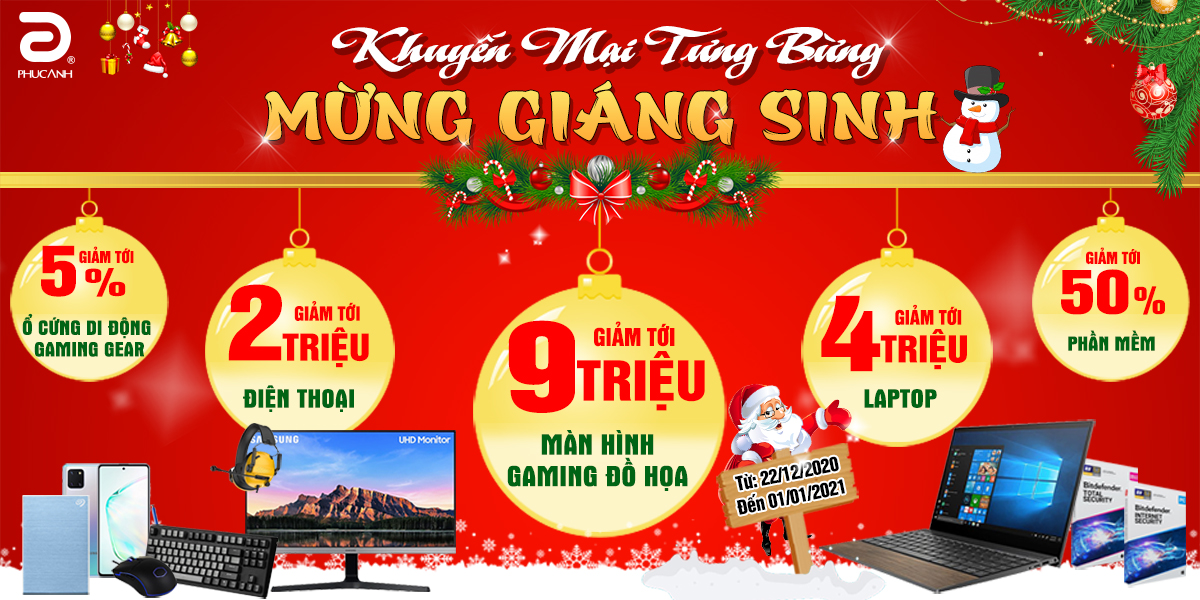 PHUCANH ®
Khuyến Mại Tưng Bừng
MỪNG GIÁNG SINH
GIẢM TỚI
5%
Ổ CỨNG DI ĐỘNG
GAMING GEAR
GIẢM TỚI
2 TRIỆU
ĐIỆN THOẠI
GIẢM TỚI
9 TRIỆU
MÀN HÌNH
GAMING ĐỒ HỌA
GIẢM TỚI
4 TRIỆU
LAPTOP
GIẢM TỚI
50%
PHẦN MỀM
SAMSUNG
UHD Monitor
Từ: 22/12/2020
Đến 01/01/2021
Bitdefender
TOTAL
SECURITY
Bitdefender
INTERNET
SECURITY